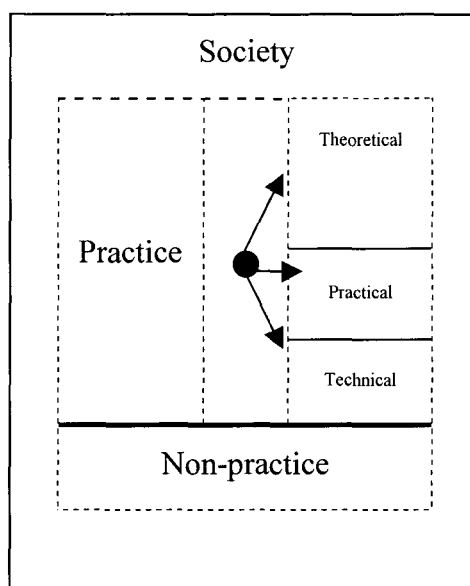 Society
Theoretical
Practice
Practical
Technical
Non-practice